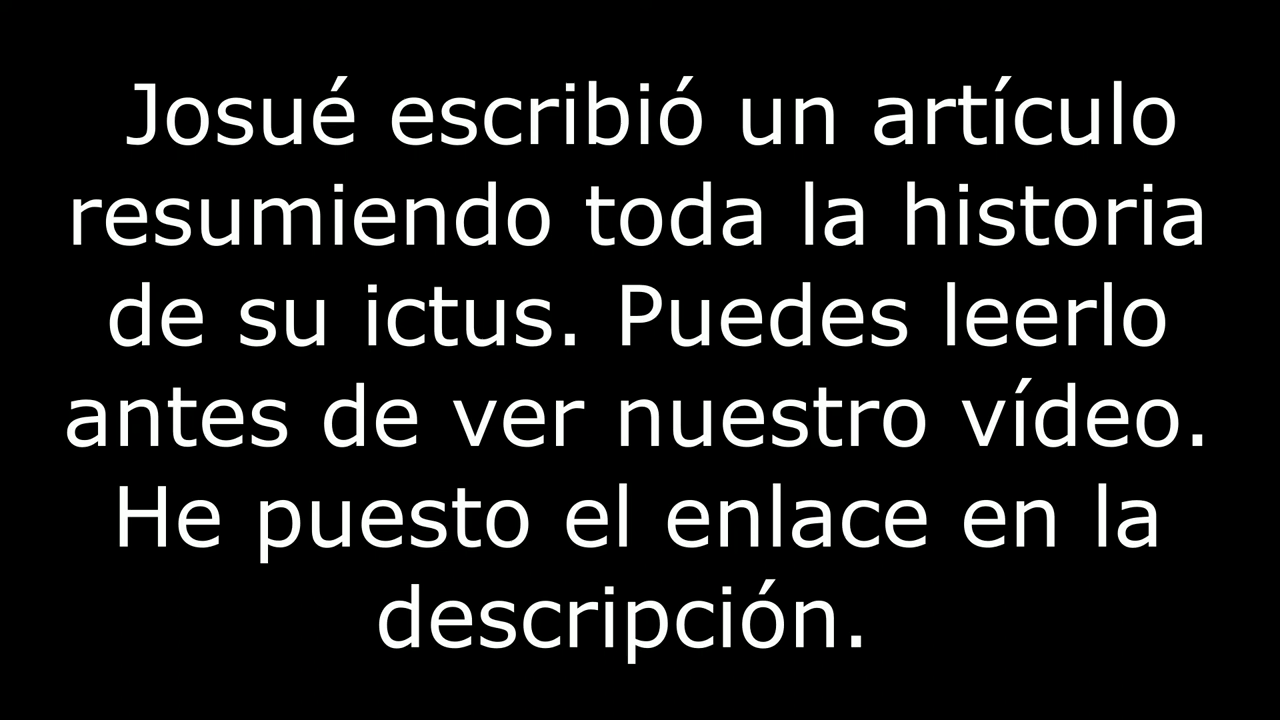 Josué escribió un artículo
resumiendo toda la historia
de su ictus. Puedes leerlo
antes de ver nuestro vídeo.
He puesto el enlace en la
descripción.